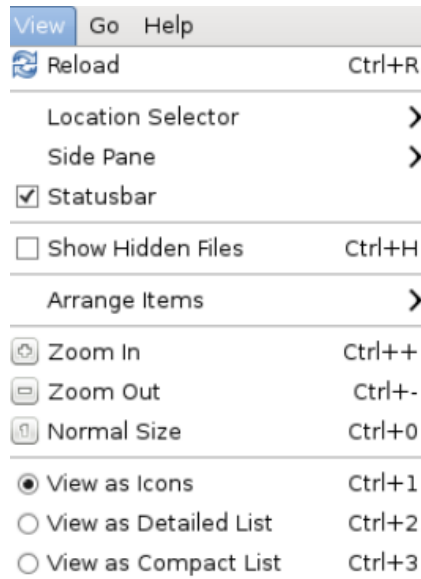 View Go Help
Reload Ctrl+R
Location Selector
Side Pane
Statusbar
Show Hidden Files Ctrl+H
Arrange Items
Zoom In Ctrl++
Zoom Out Ctrl+-
Normal Size Ctrl+0
View as Icons Ctrl+1
View as Detailed List Ctrl+2
View as Compact List Ctrl+3